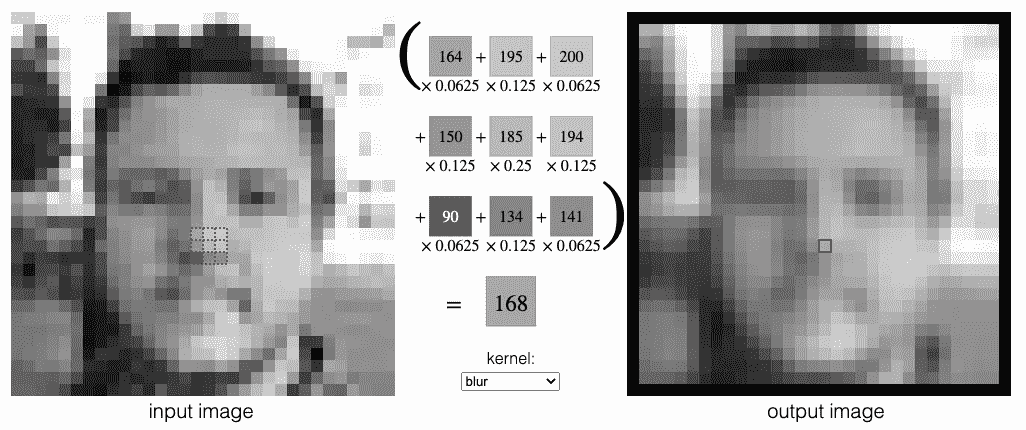 ( 164 + 195 + 200
× 0.0625 × 0.125 × 0.0625
+ 150 + 185 + 194
× 0.125 × 0.25 × 0.125
+ 90 + 134 + 141 )
× 0.0625 × 0.125 × 0.0625
= 168
kernel:
blur
input image
output image